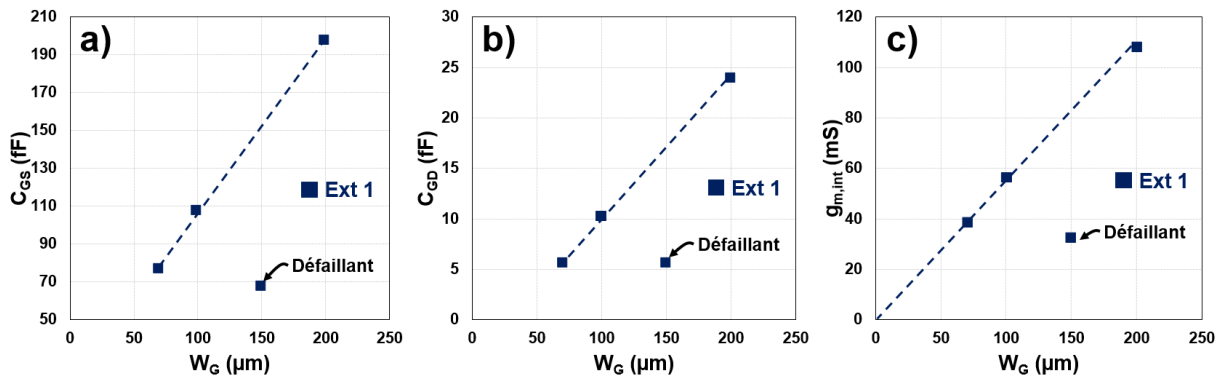 a)
210
190
170
150
130
110
90
70
50
C_GS (fF)
0
50
100
150
200
250
W_G (µm)
Ext 1
Défaillant
b)
30
25
20
15
10
5
0
C_GD (fF)
0
50
100
150
200
250
W_G (µm)
Ext 1
Défaillant
c)
120
100
80
60
40
20
0
g_m,int (mS)
0
50
100
150
200
250
W_G (µm)
Ext 1
Défaillant